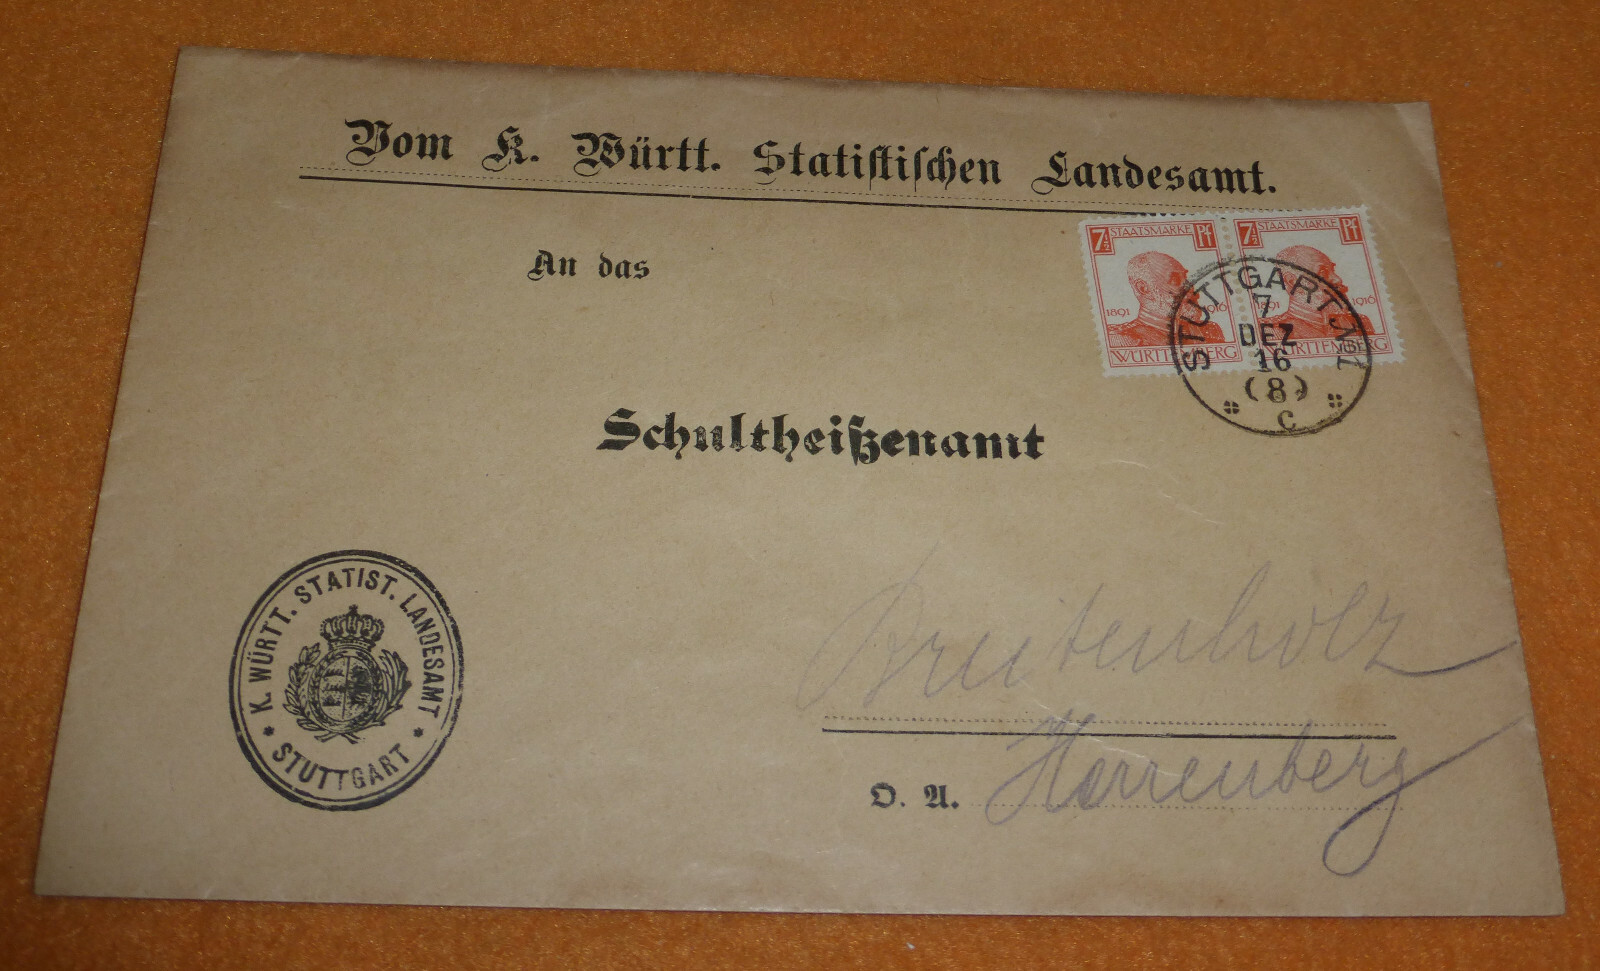 Vom K. Württ. Statistischen Landesamt.
7½ STAATSMARKE Pf
1891 1916
WÜRTTEMBERG
7½ STAATSMARKE Pf
1891 1916
WÜRTTEMBERG
STUTTGART N1
7
DEZ
16
(8)
c
An das
Schultheißenamt
Breitenholz
O. A. Herrenberg
K. WÜRTT. STATIST. LANDESAMT
* STUTTGART *